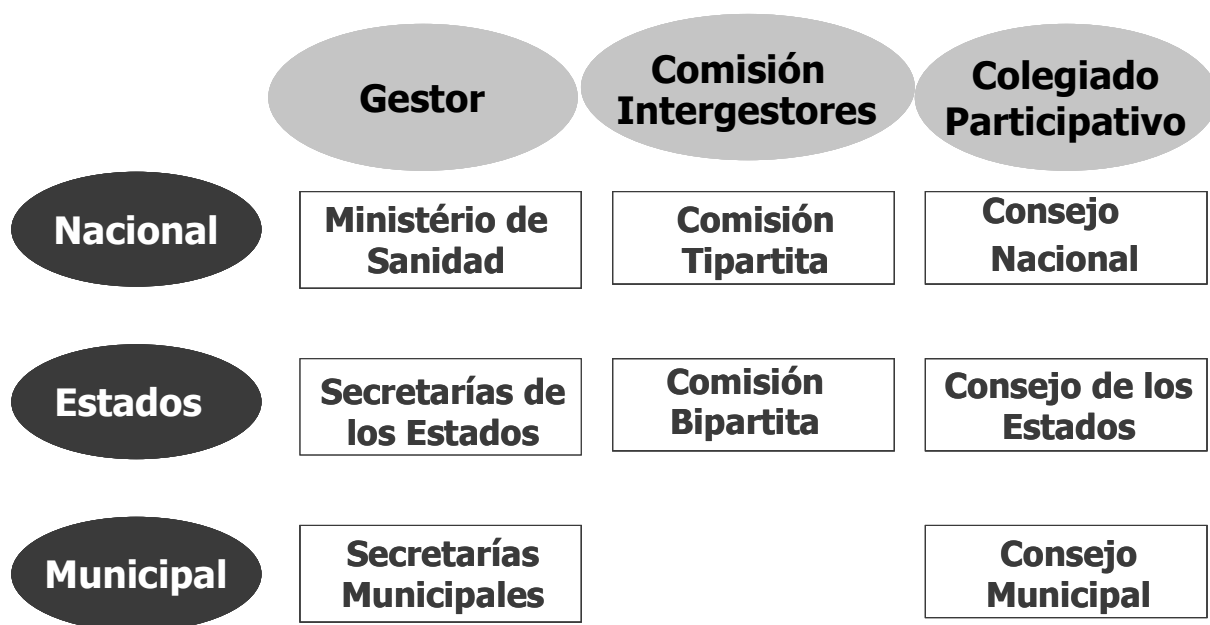 Gestor
Comisión
Intergestores
Colegiado
Participativo
Nacional
Ministério de
Sanidad
Comisión
Tipartita
Consejo
Nacional
Estados
Secretarías de
los Estados
Comisión
Bipartita
Consejo de los
Estados
Municipal
Secretarías
Municipales
Consejo
Municipal